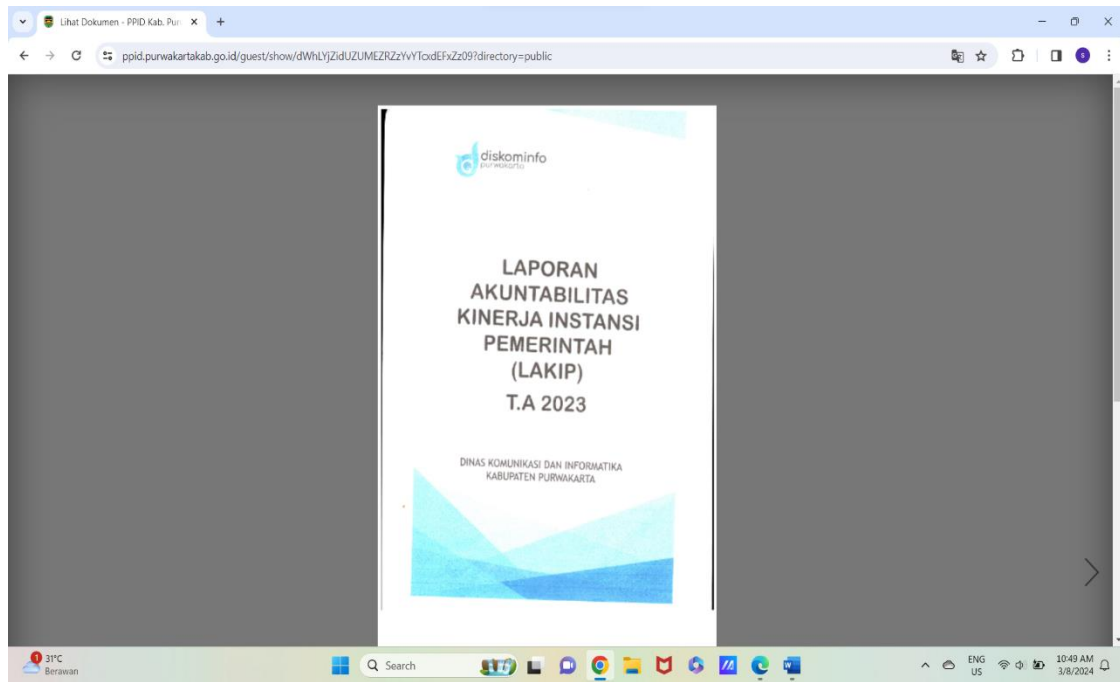 Lihat Dokumen - PPID Kab. Pur
ppid.purwakartakab.go.id/guest/show/dWhLYjZidUZUMEZRZzYvYToxdEFxZz09?directory=public
diskominfo
purwakarta
LAPORAN
AKUNTABILITAS
KINERJA INSTANSI
PEMERINTAH
(LAKIP)
T.A 2023
DINAS KOMUNIKASI DAN INFORMATIKA
KABUPATEN PURWAKARTA
1
31°C
Berawan
Search
ENG
US
10:49 AM
3/8/2024